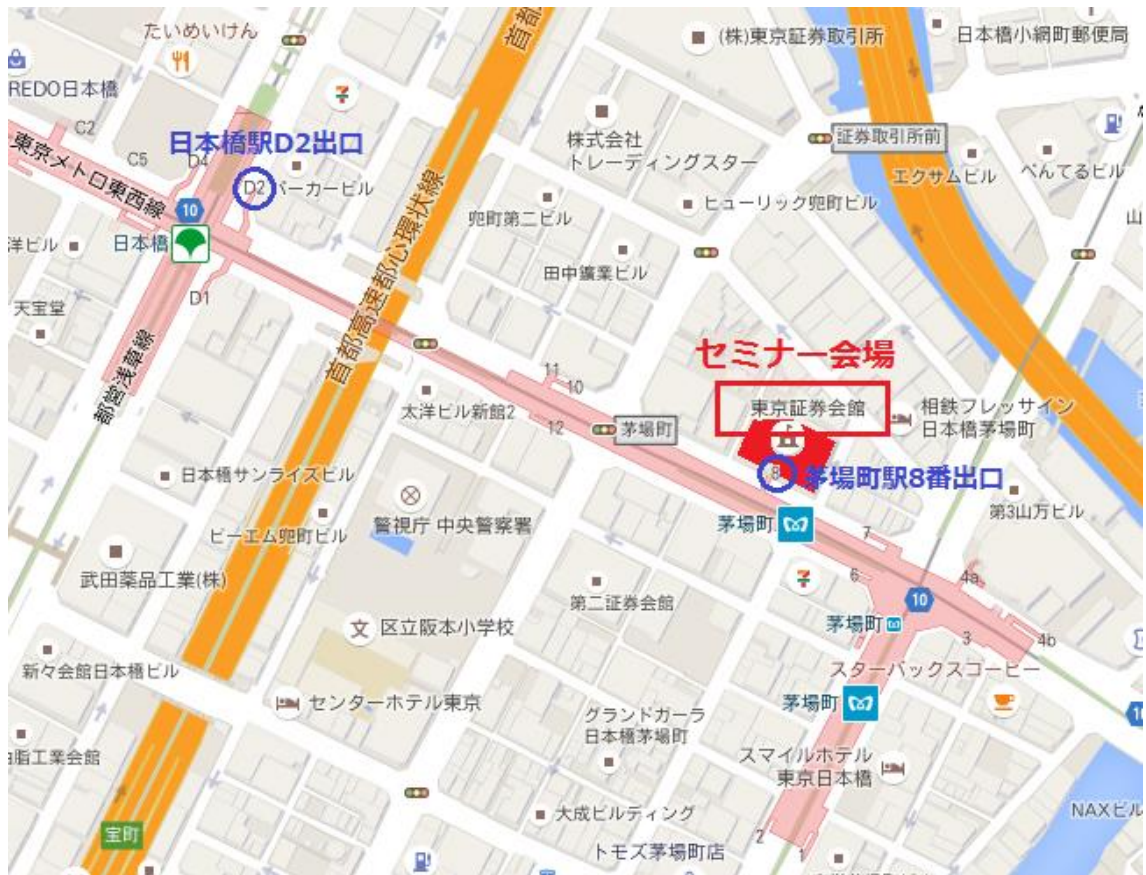 たいめいけん
(株)東京証券取引所
日本橋小網町郵便局
REDO日本橋
C2
東京メトロ東西線
C5
D4
日本橋駅D2出口
D2
パーカービル
株式会社
トレーディングスター
証券取引所前
エクサムビル
ぺんてるビル
10
洋ビル
日本橋
兜町第二ビル
ヒューリック兜町ビル
山
田中鑛業ビル
D1
天宝堂
首都高速都心環状線
首都
都営浅草線
セミナー会場
東京証券会館
相鉄フレッサイン
日本橋茅場町
11
10
太洋ビル新館2
12
茅場町
8
茅場町駅8番出口
日本橋サンライズビル
警視庁 中央警察署
ピーエム兜町ビル
茅場町
7
第3山万ビル
武田薬品工業(株)
第二証券会館
6
4a
10
文
区立阪本小学校
茅場町
3
4b
新々会館日本橋ビル
スターバックスコーヒー
センターホテル東京
茅場町
グランドガーラ
日本橋茅場町
10
油脂工業会館
スマイルホテル
東京日本橋
大成ビルディング
NAXビル
宝町
トモズ茅場町店
2
1